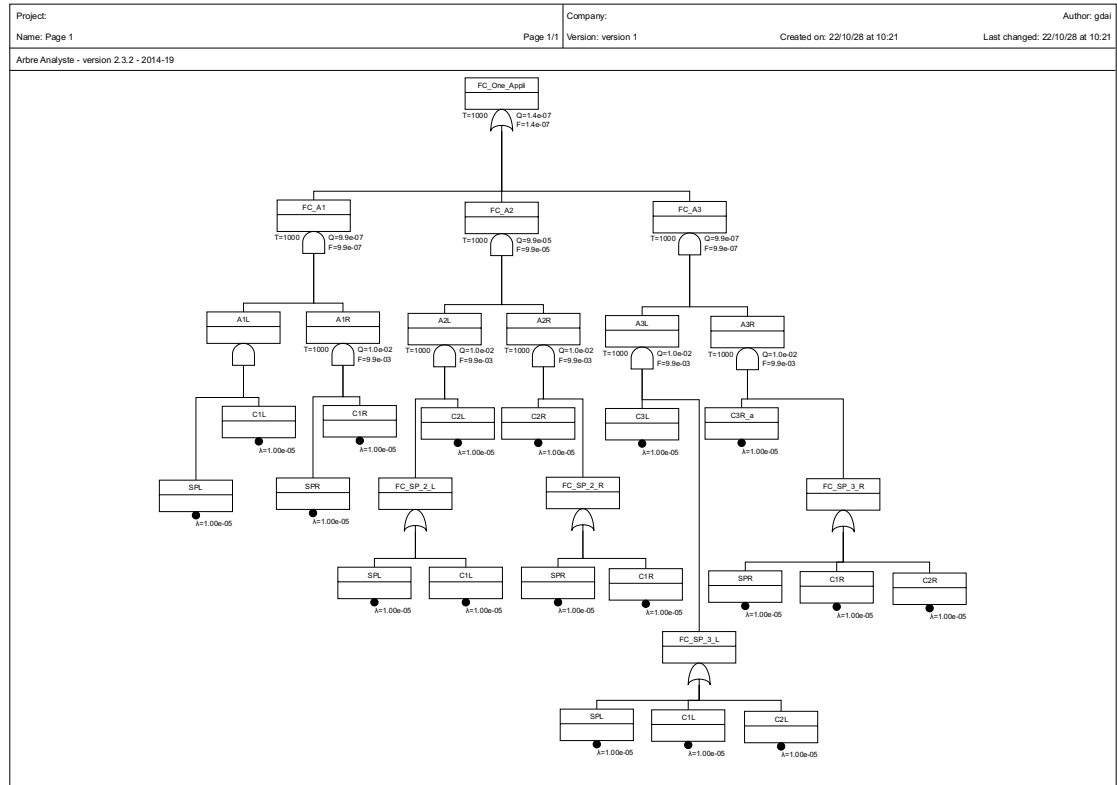 Project:
Company:
Author: gdai
Name: Page 1
Page 1/1
Version: version 1
Created on: 22/10/28 at 10:21
Last changed: 22/10/28 at 10:21
Arbre Analyste - version 2.3.2 - 2014-19
FC_One_Appli
T=1000
Q=1.4e-07
F=1.4e-07
FC_A1
T=1000
Q=9.9e-07
F=9.9e-07
FC_A2
T=1000
Q=9.9e-05
F=9.9e-05
FC_A3
T=1000
Q=9.9e-07
F=9.9e-07
A1L
A1R
T=1000
Q=1.0e-02
F=9.9e-03
A2L
T=1000
Q=1.0e-02
F=9.9e-03
A2R
T=1000
Q=1.0e-02
F=9.9e-03
A3L
T=1000
Q=1.0e-02
F=9.9e-03
A3R
T=1000
Q=1.0e-02
F=9.9e-03
C1L
λ=1.00e-05
C1R
λ=1.00e-05
C2L
λ=1.00e-05
C2R
λ=1.00e-05
C3L
λ=1.00e-05
C3R_a
λ=1.00e-05
SPL
λ=1.00e-05
SPR
λ=1.00e-05
FC_SP_2_L
FC_SP_2_R
FC_SP_3_R
SPL
λ=1.00e-05
C1L
λ=1.00e-05
SPR
λ=1.00e-05
C1R
λ=1.00e-05
SPR
λ=1.00e-05
C1R
λ=1.00e-05
C2R
λ=1.00e-05
FC_SP_3_L
SPL
λ=1.00e-05
C1L
λ=1.00e-05
C2L
λ=1.00e-05